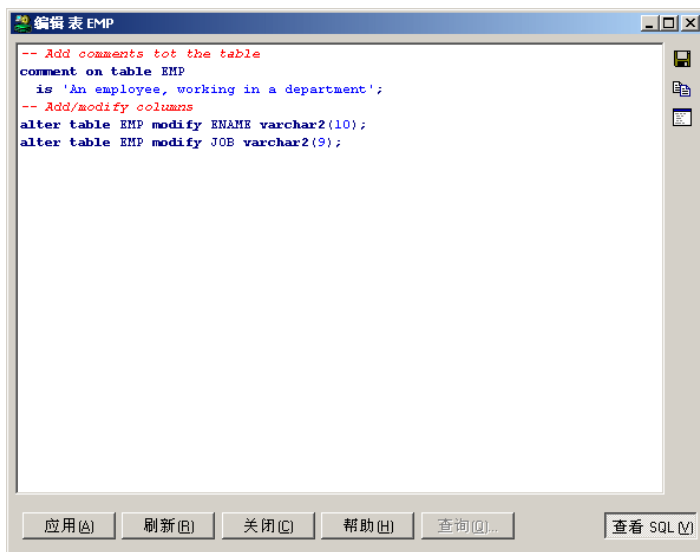 编辑 表 EMP
-- Add comments tot the table
comment on table EMP
is 'An employee, working in a department';
-- Add/modify columns
alter table EMP modify ENAME varchar2(10);
alter table EMP modify JOB varchar2(9);
应用(A) 刷新(R) 关闭(C) 帮助(H) 查询(Q)... 查看 SQL (V)